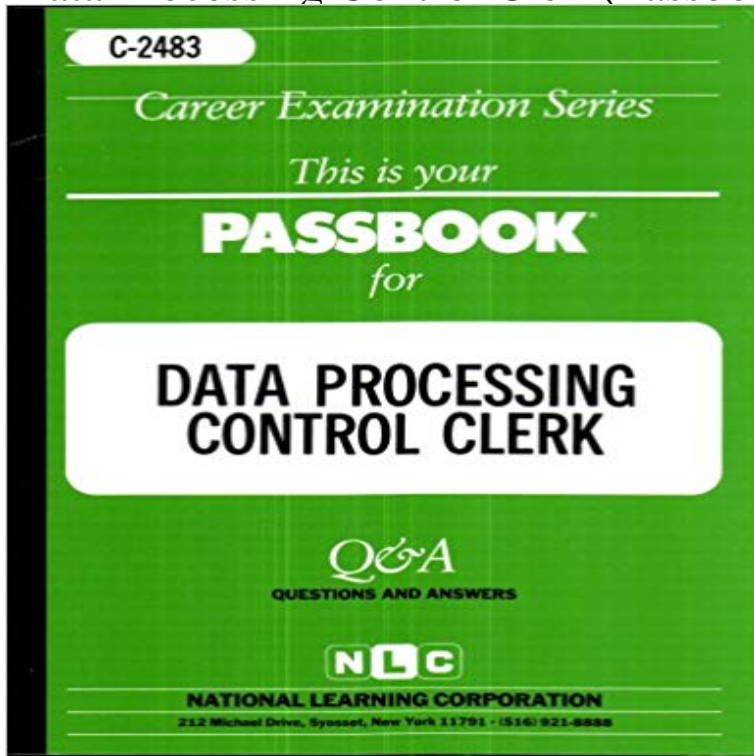 C-2483
Career Examination Series
This is your
PASSBOOK®
for
DATA PROCESSING
CONTROL CLERK
Q&A
QUESTIONS AND ANSWERS
NLC
NATIONAL LEARNING CORPORATION
212 Michael Drive, Syosset, New York 11791 · (516) 921-8888